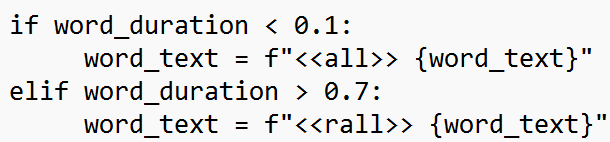 if word_duration < 0.1:
     word_text = f"<<all>> {word_text}"
elif word_duration > 0.7:
     word_text = f"<<rall>> {word_text}"